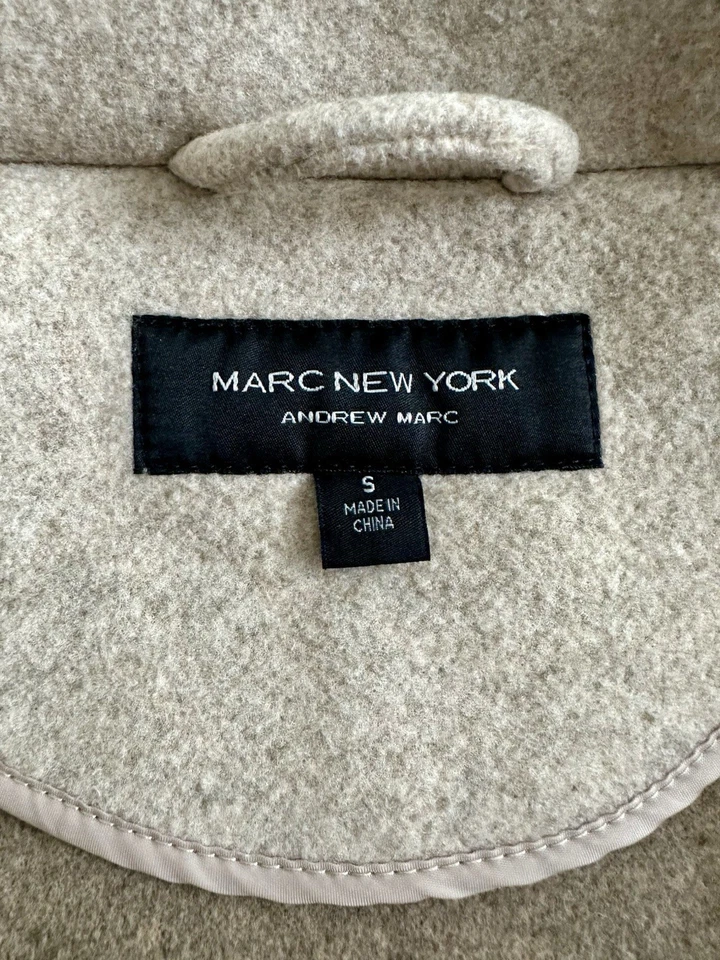 MARC NEW YORK
ANDREW MARC
S
MADE IN
CHINA